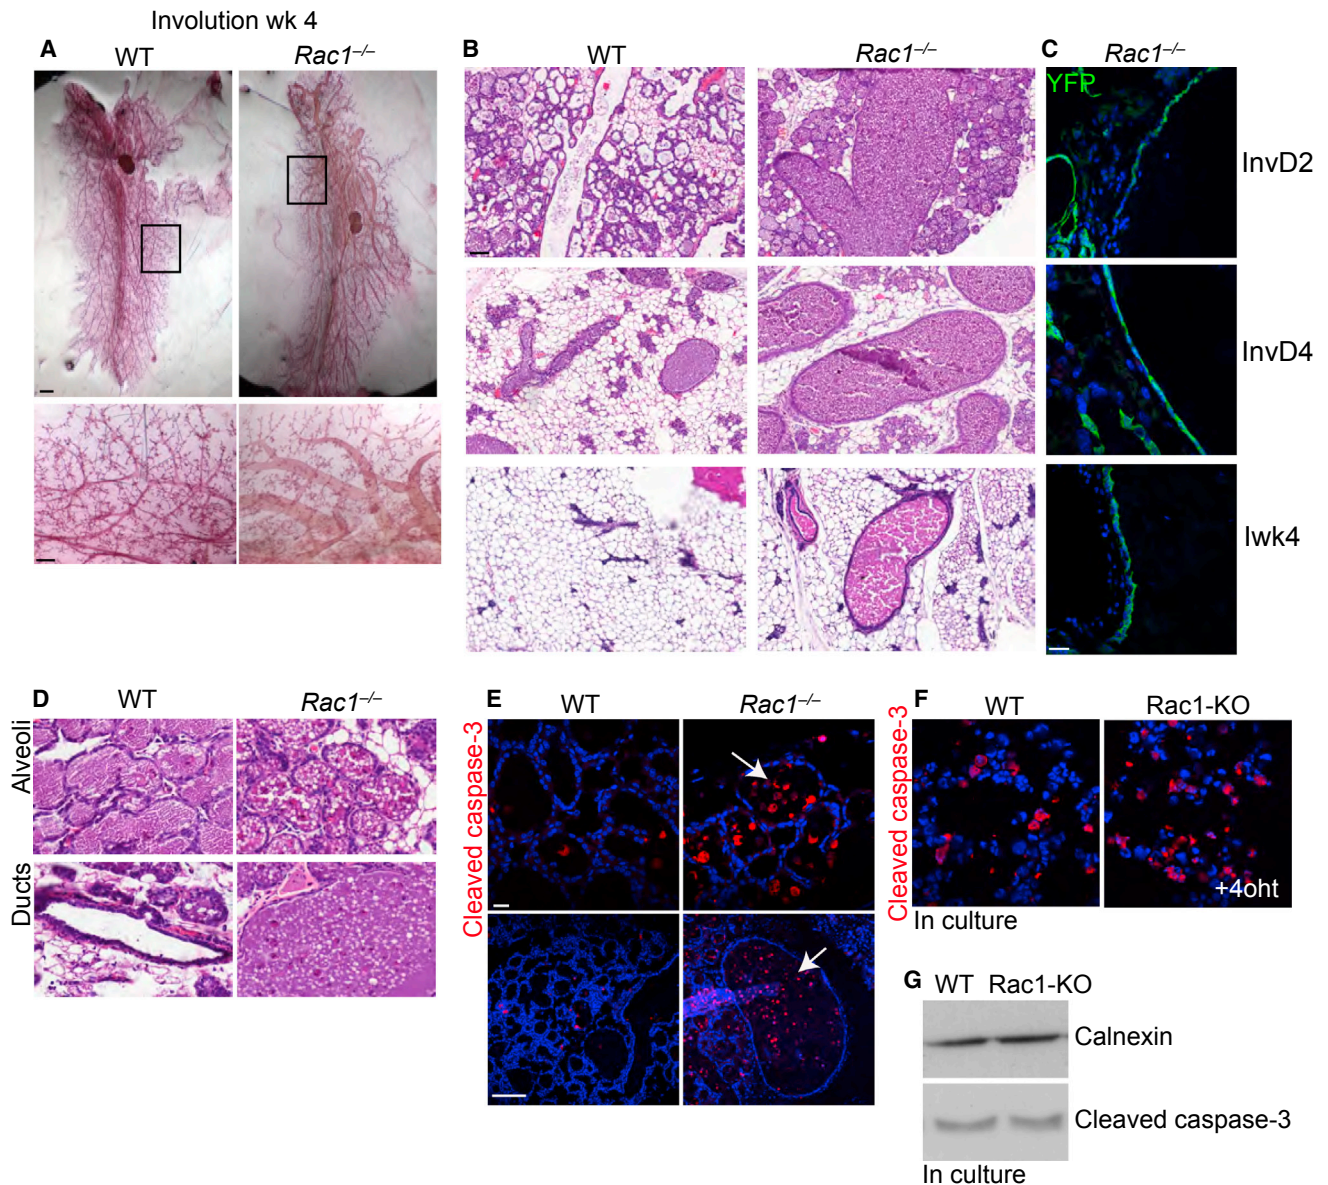 Involution wk 4
A
WT
Rac1–/–
B
WT
Rac1–/–
C
Rac1–/–
YFP
InvD2
InvD4
Iwk4
D
WT
Rac1–/–
Alveoli
Ducts
E
WT
Rac1–/–
Cleaved caspase-3
F
WT
Rac1-KO
Cleaved caspase-3
+4oht
In culture
G
WT
Rac1-KO
Calnexin
Cleaved caspase-3
In culture